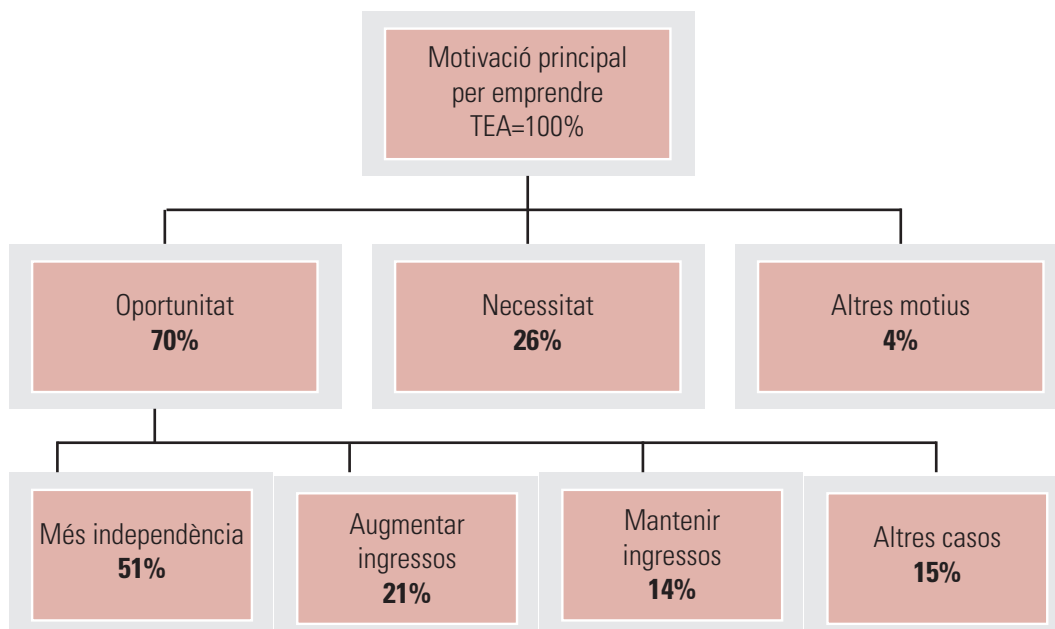 Motivació principal
per emprendre
TEA=100%
Oportunitat
70%
Necessitat
26%
Altres motius
4%
Més independència
51%
Augmentar
ingressos
21%
Mantenir
ingressos
14%
Altres casos
15%